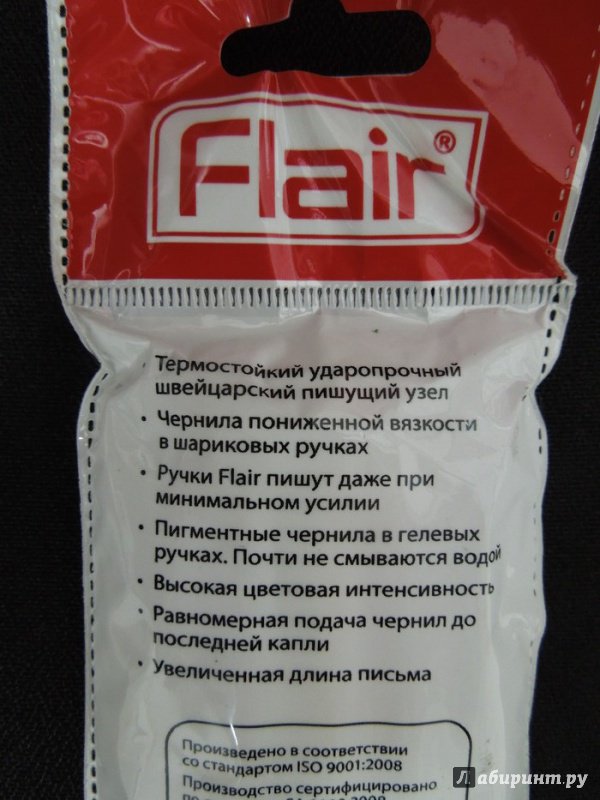 Flair®
Термостойкий ударопрочный
швейцарский пишущий узел
• Чернила пониженной вязкости
в шариковых ручках
• Ручки Flair пишут даже при
минимальном усилии
• Пигментные чернила в гелевых
ручках. Почти не смываются водой
• Высокая цветовая интенсивность
• Равномерная подача чернил до
последней капли
• Увеличенная длина письма
Произведено в соответствии
со стандартом ISO 9001:2008
Производство сертифицировано
Лабиринт.ру